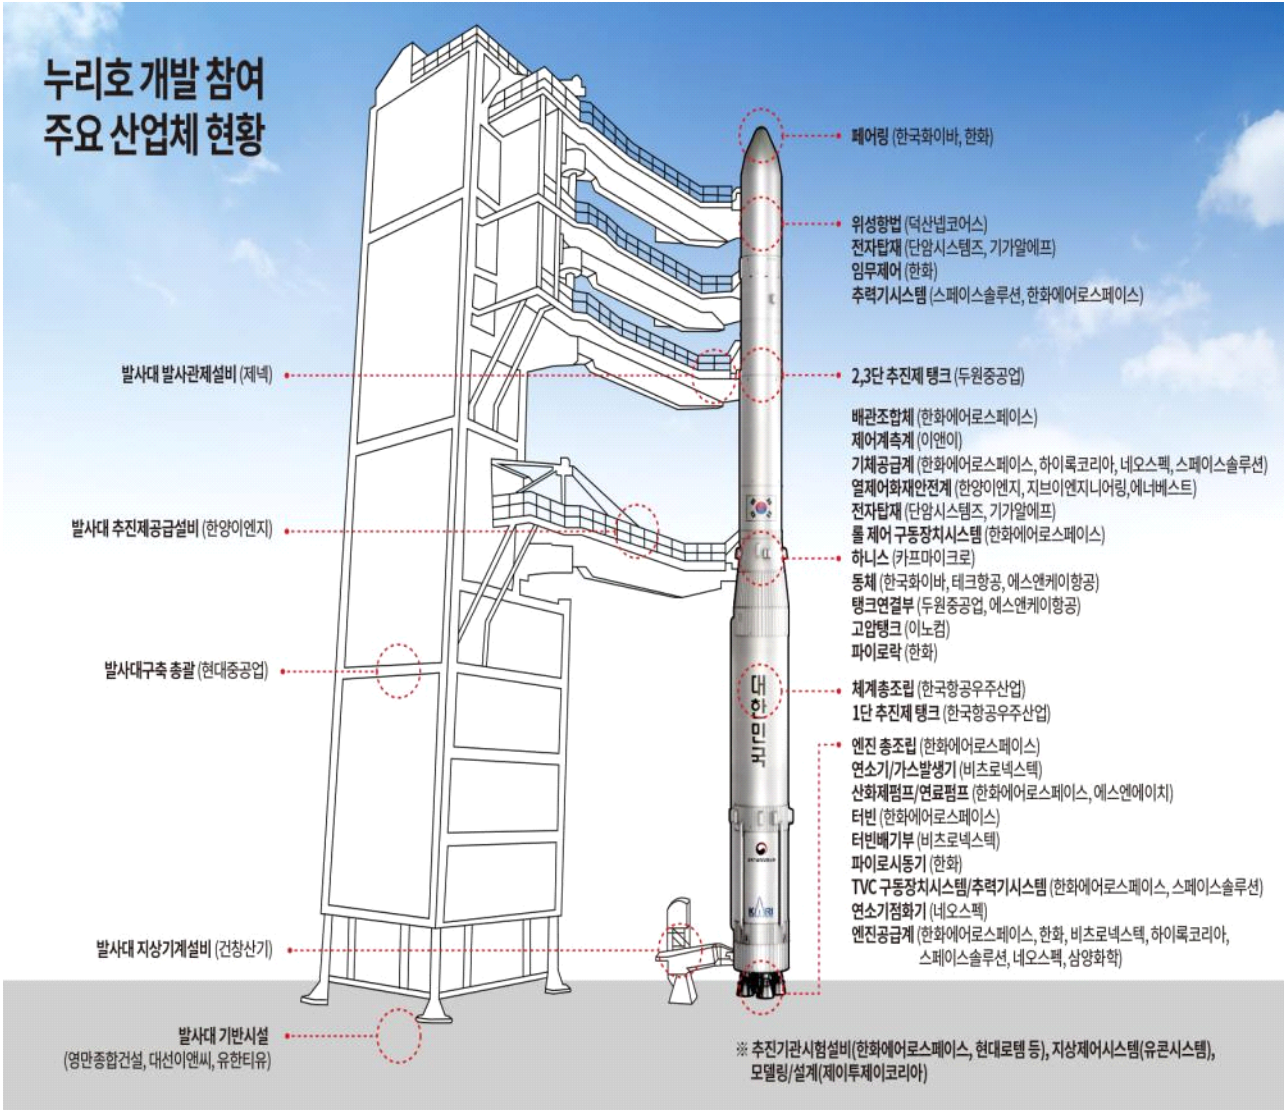 누리호 개발 참여
주요 산업체 현황
페어링 (한국화이바, 한화)
위성항법 (덕산넵코어스)
전자탑재 (단암시스템즈, 기가알에프)
임무제어 (한화)
추력기시스템 (스페이스솔루션, 한화에어로스페이스)
발사대 발사관제설비 (제넥)
2,3단 추진제 탱크 (두원중공업)
배관조합체 (한화에어로스페이스)
제어계측계 (이앤이)
기체공급계 (한화에어로스페이스, 하이록코리아, 네오스펙, 스페이스솔루션)
열제어화재안전계 (한양이엔지, 지브이엔지니어링,에너베스트)
전자탑재 (단암시스템즈, 기가알에프)
롤 제어 구동장치시스템 (한화에어로스페이스)
하니스 (카프마이크로)
동체 (한국화이바, 테크항공, 에스앤케이항공)
탱크연결부 (두원중공업, 에스앤케이항공)
고압탱크 (이노컴)
파이로락 (한화)
발사대 추진제공급설비 (한양이엔지)
발사대구축 총괄 (현대중공업)
체계총조립 (한국항공우주산업)
1단 추진제 탱크 (한국항공우주산업)
대한민국
엔진 총조립 (한화에어로스페이스)
연소기/가스발생기 (비츠로넥스텍)
산화제펌프/연료펌프 (한화에어로스페이스, 에스엔에이치)
터빈 (한화에어로스페이스)
터빈배기부 (비츠로넥스텍)
파이로시동기 (한화)
TVC 구동장치시스템/추력기시스템 (한화에어로스페이스, 스페이스솔루션)
연소기점화기 (네오스펙)
엔진공급계 (한화에어로스페이스, 한화, 비츠로넥스텍, 하이록코리아,
스페이스솔루션, 네오스펙, 삼양화학)
KARI
발사대 지상기계설비 (건창산기)
발사대 기반시설
(영만종합건설, 대선이앤씨, 유한티유)
※ 추진기관시험설비(한화에어로스페이스, 현대로템 등), 지상제어시스템(유콘시스템),
모델링/설계(제이투제이코리아)